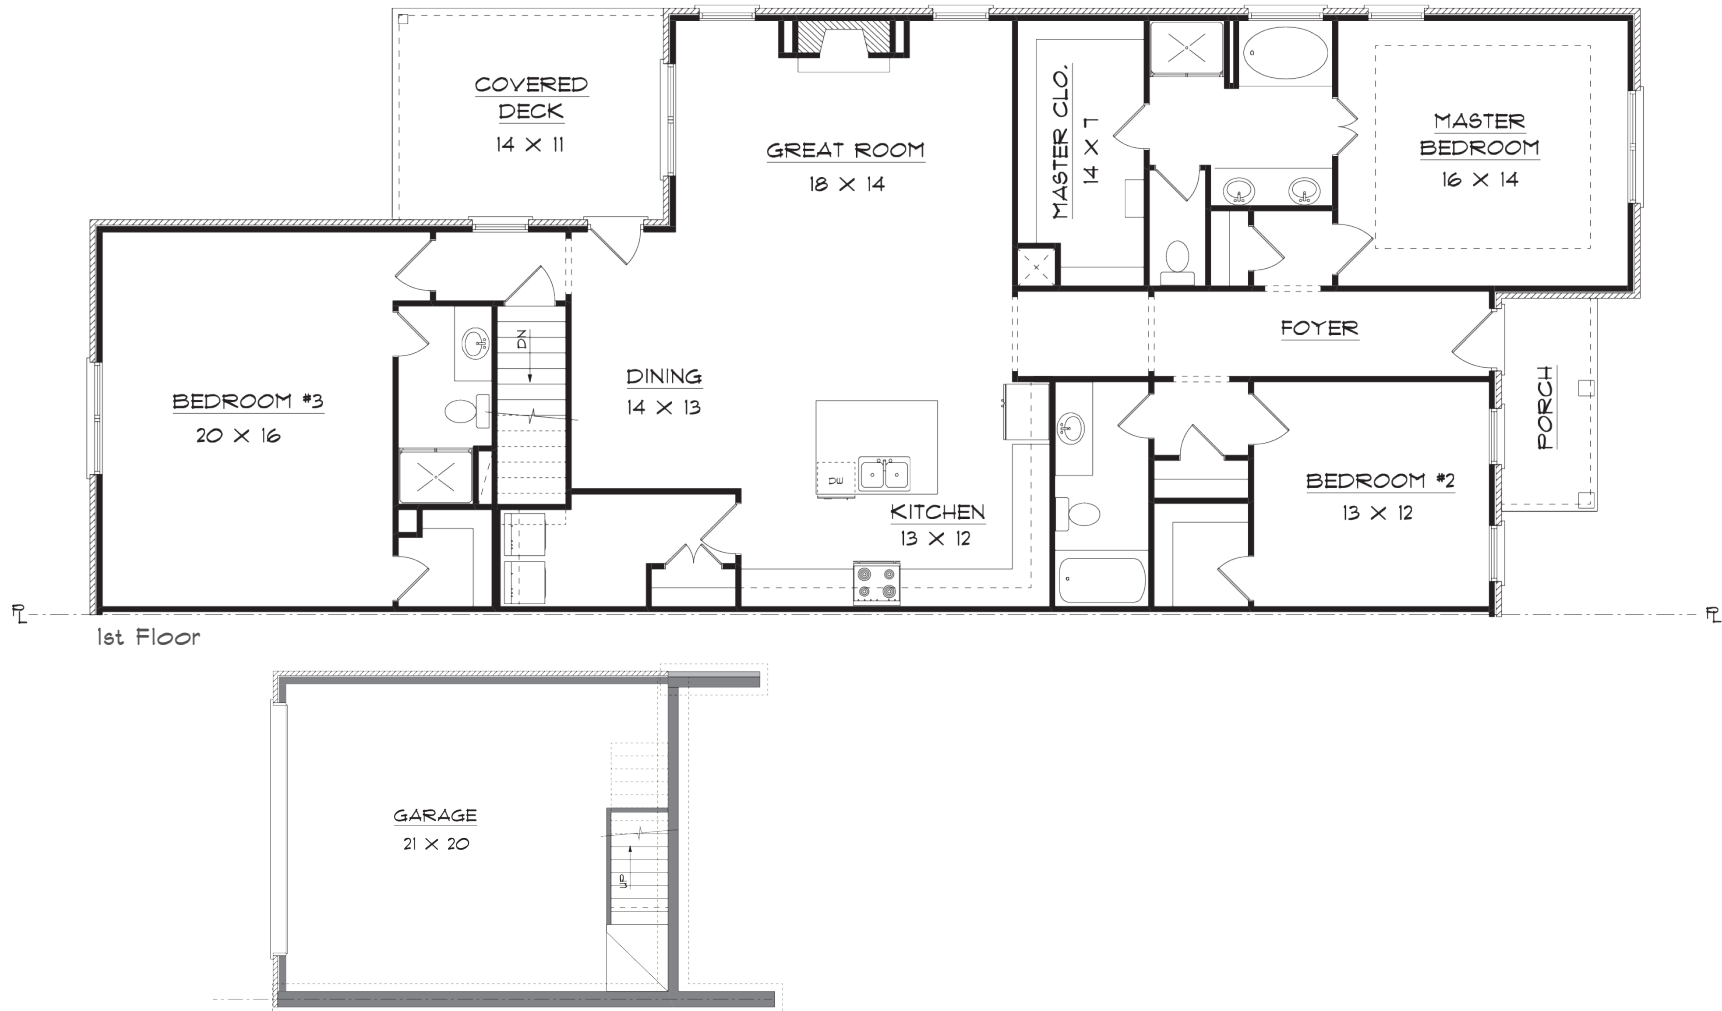 COVERED
DECK
14 X 11
GREAT ROOM
18 X 14
MASTER CLO.
14 X 7
MASTER
BEDROOM
16 X 14
FOYER
PORCH
DN
DINING
14 X 13
BEDROOM #3
20 X 16
DW
KITCHEN
13 X 12
BEDROOM #2
13 X 12
PL
PL
1st Floor
GARAGE
21 X 20
UP